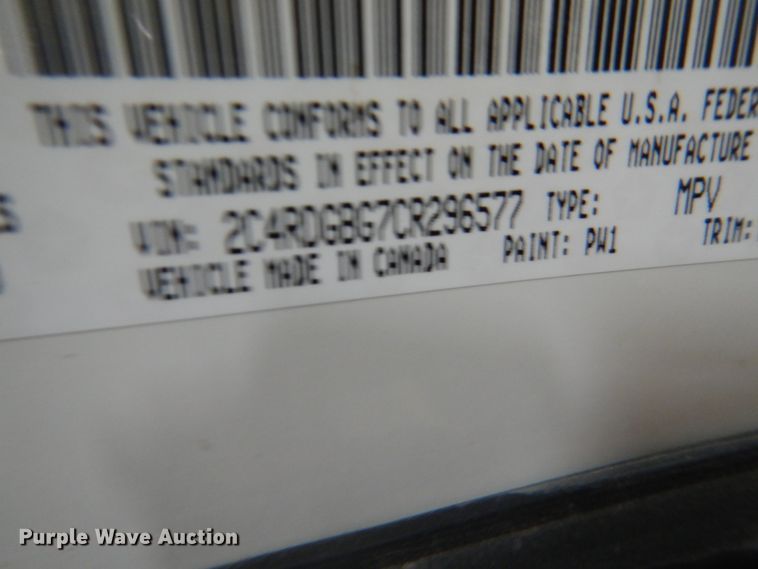 THIS VEHICLE CONFORMS TO ALL APPLICABLE U.S.A. FEDER
STANDARDS IN EFFECT ON THE DATE OF MANUFACTURE
VIN: 2C4RDGBG7CR296577 TYPE: MPV
VEHICLE MADE IN CANADA PAINT: PW1 TRIM:
Purple Wave Auction